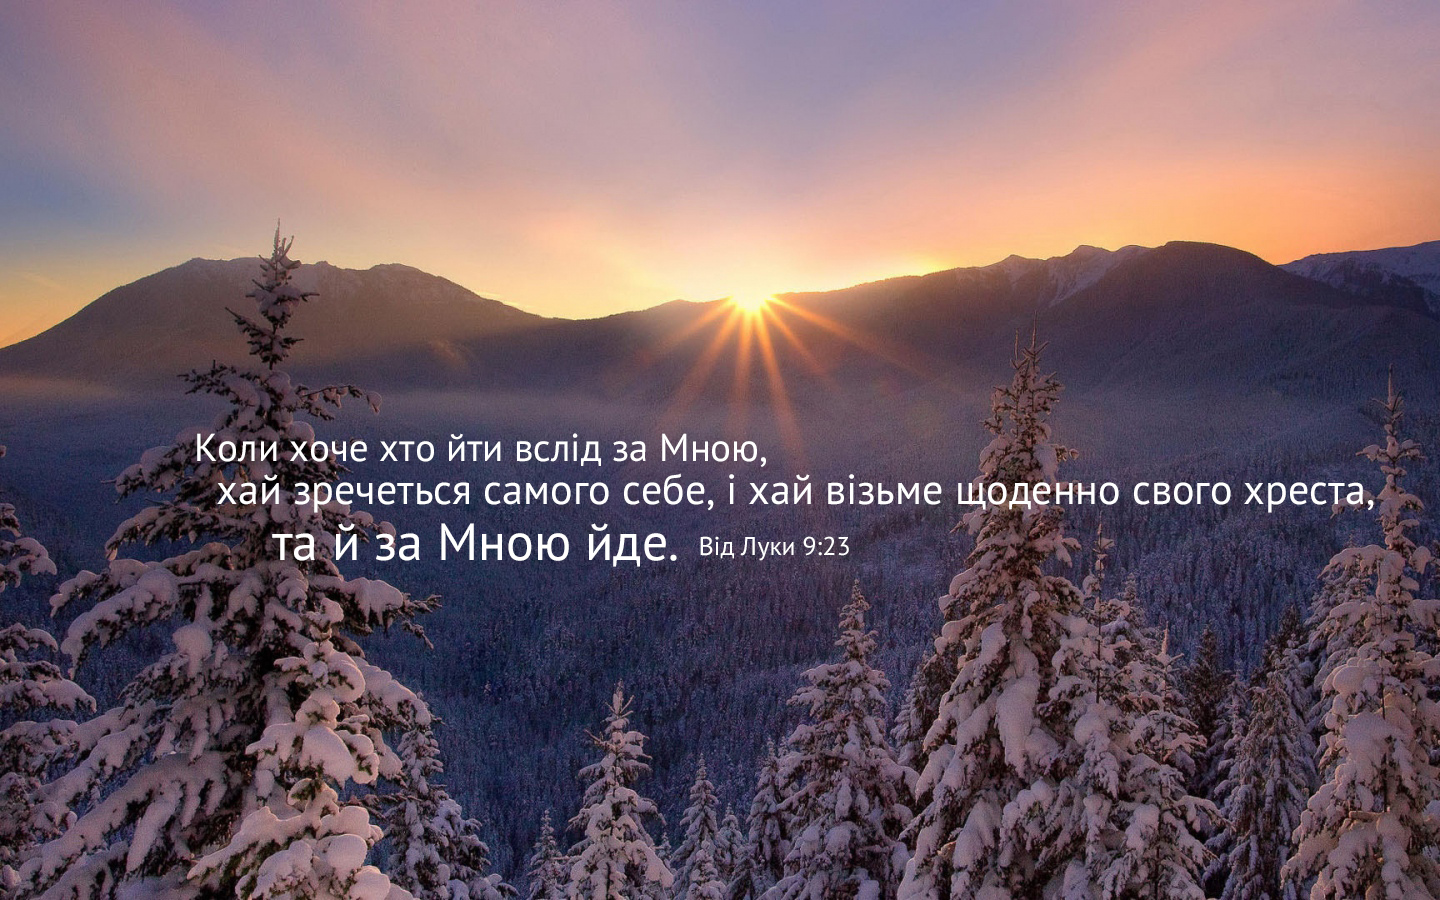 Коли хоче хто йти вслід за Мною,
хай зречеться самого себе, і хай візьме щоденно свого хреста,
та й за Мною йде. Від Луки 9:23